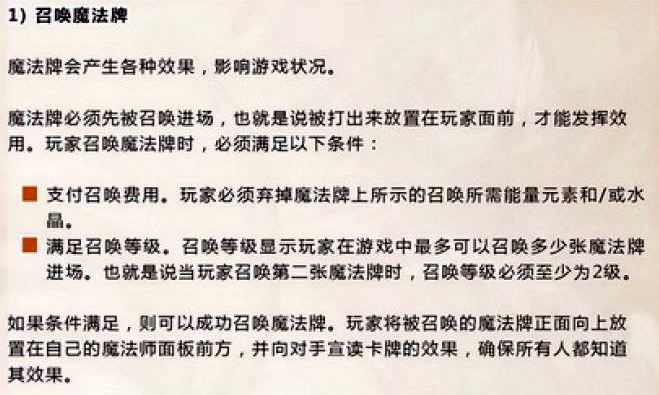 1) 召唤魔法牌
魔法牌会产生各种效果，影响游戏状况。
魔法牌必须先被召唤进场，也就是说被打出来放置在玩家面前，才能发挥效
用。玩家召唤魔法牌时，必须满足以下条件：
■ 支付召唤费用。玩家必须弃掉魔法牌上所示的召唤所需能量元素和/或水
晶。
■ 满足召唤等级。召唤等级显示玩家在游戏中最多可以召唤多少张魔法牌
进场。也就是说当玩家召唤第二张魔法牌时，召唤等级必须至少为2级。
如果条件满足，则可以成功召唤魔法牌。玩家将被召唤的魔法牌正面向上放
置在自己的魔法师面板前方，并向对手宣读卡牌的效果，确保所有人都知道
其效果。